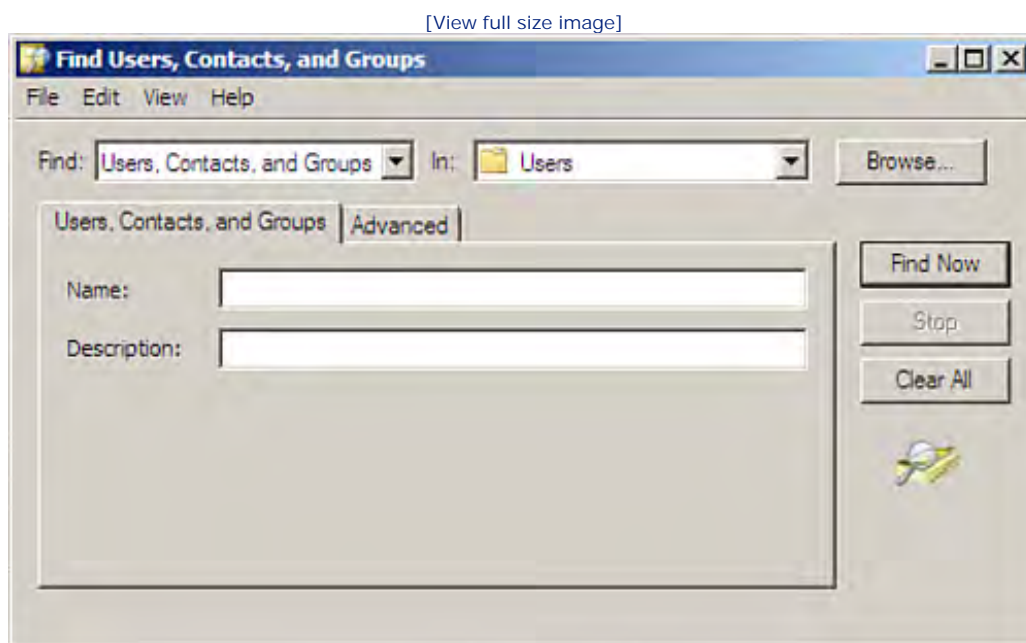 [View full size image]
Find Users, Contacts, and Groups
File Edit View Help
Find: Users, Contacts, and Groups In: Users Browse...
Users, Contacts, and Groups Advanced
Find Now
Name:
Stop
Description:
Clear All